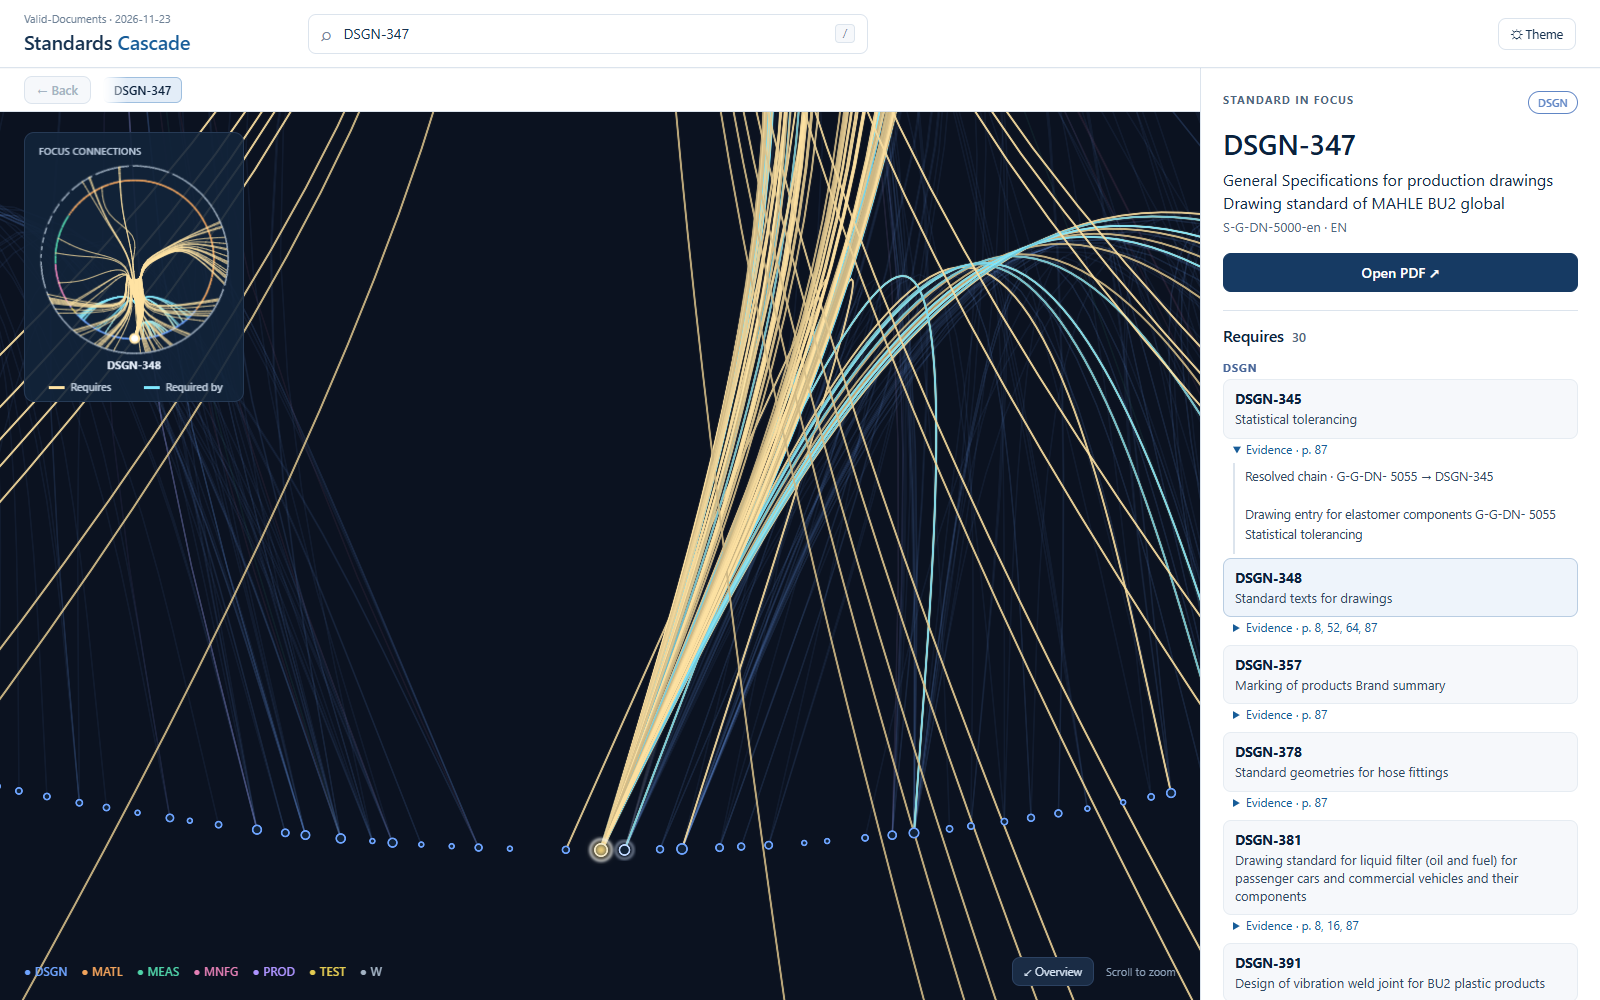 Valid-Documents · 2026-11-23
Standards Cascade
DSGN-347
/
Theme
← Back
DSGN-347
FOCUS CONNECTIONS
DSGN-348
Requires
Required by
DSGN
MATL
MEAS
MNFG
PROD
TEST
W
↙ Overview
Scroll to zoom
STANDARD IN FOCUS
DSGN
DSGN-347
General Specifications for production drawings
Drawing standard of MAHLE BU2 global
S-G-DN-5000-en · EN
Open PDF ↗
Requires 30
DSGN
DSGN-345
Statistical tolerancing
▼ Evidence · p. 87
Resolved chain · G-G-DN- 5055 → DSGN-345
Drawing entry for elastomer components G-G-DN- 5055
Statistical tolerancing
DSGN-348
Standard texts for drawings
▶ Evidence · p. 8, 52, 64, 87
DSGN-357
Marking of products Brand summary
▶ Evidence · p. 87
DSGN-378
Standard geometries for hose fittings
▶ Evidence · p. 87
DSGN-381
Drawing standard for liquid filter (oil and fuel) for
passenger cars and commercial vehicles and their
components
▶ Evidence · p. 8, 16, 87
DSGN-391
Design of vibration weld joint for BU2 plastic products